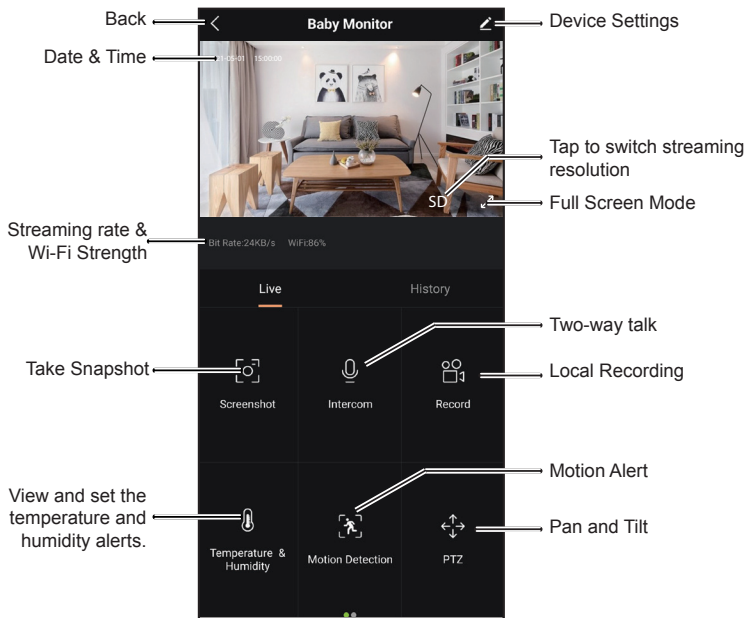 Back
Baby Monitor
Device Settings
Date & Time
21-05-01 15:00:00
Tap to switch streaming
resolution
SD
Full Screen Mode
Streaming rate &
Wi-Fi Strength
Bit Rate:24KB/s WiFi:86%
Live
History
Two-way talk
Take Snapshot
Local Recording
Screenshot
Intercom
Record
Motion Alert
View and set the
temperature and
humidity alerts.
Pan and Tilt
Temperature &
Humidity
Motion Detection
PTZ